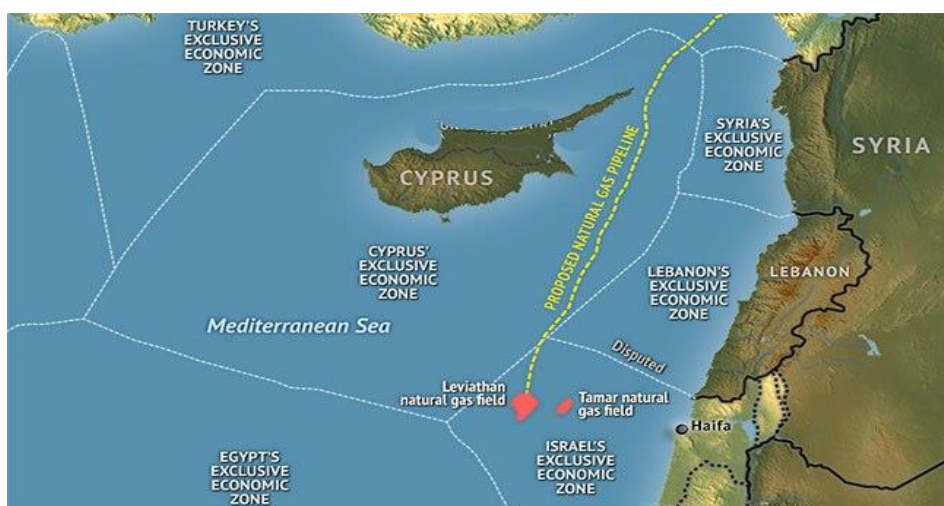 TURKEY'S
EXCLUSIVE
ECONOMIC
ZONE
SYRIA'S
EXCLUSIVE
ECONOMIC
ZONE
SYRIA
CYPRUS
PROPOSED NATURAL GAS PIPELINE
CYPRUS'
EXCLUSIVE
ECONOMIC
ZONE
LEBANON'S
EXCLUSIVE
ECONOMIC
ZONE
LEBANON
Mediterranean Sea
Disputed
Leviathan
natural gas field
Tamar natural
gas field
Haifa
EGYPT'S
EXCLUSIVE
ECONOMIC
ZONE
ISRAEL'S
EXCLUSIVE
ECONOMIC
ZONE